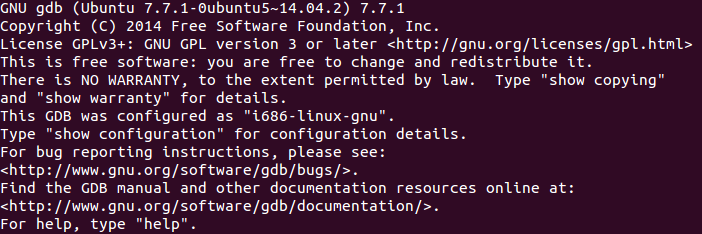 GNU gdb (Ubuntu 7.7.1-0ubuntu5~14.04.2) 7.7.1
Copyright (C) 2014 Free Software Foundation, Inc.
License GPLv3+: GNU GPL version 3 or later <http://gnu.org/licenses/gpl.html>
This is free software: you are free to change and redistribute it.
There is NO WARRANTY, to the extent permitted by law.  Type "show copying"
and "show warranty" for details.
This GDB was configured as "i686-linux-gnu".
Type "show configuration" for configuration details.
For bug reporting instructions, please see:
<http://www.gnu.org/software/gdb/bugs/>.
Find the GDB manual and other documentation resources online at:
<http://www.gnu.org/software/gdb/documentation/>.
For help, type "help".